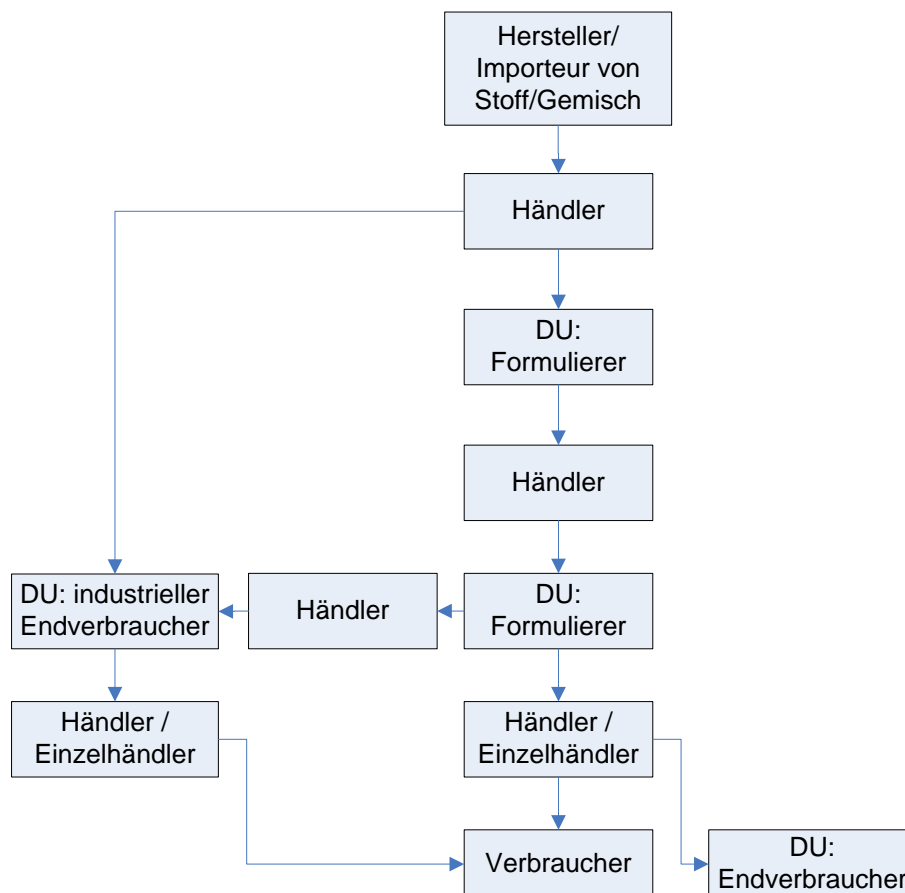 Hersteller/
Importeur von
Stoff/Gemisch
Händler
DU:
Formulierer
Händler
DU: industrieller
Endverbraucher
Händler
DU:
Formulierer
Händler /
Einzelhändler
Händler /
Einzelhändler
Verbraucher
DU:
Endverbraucher